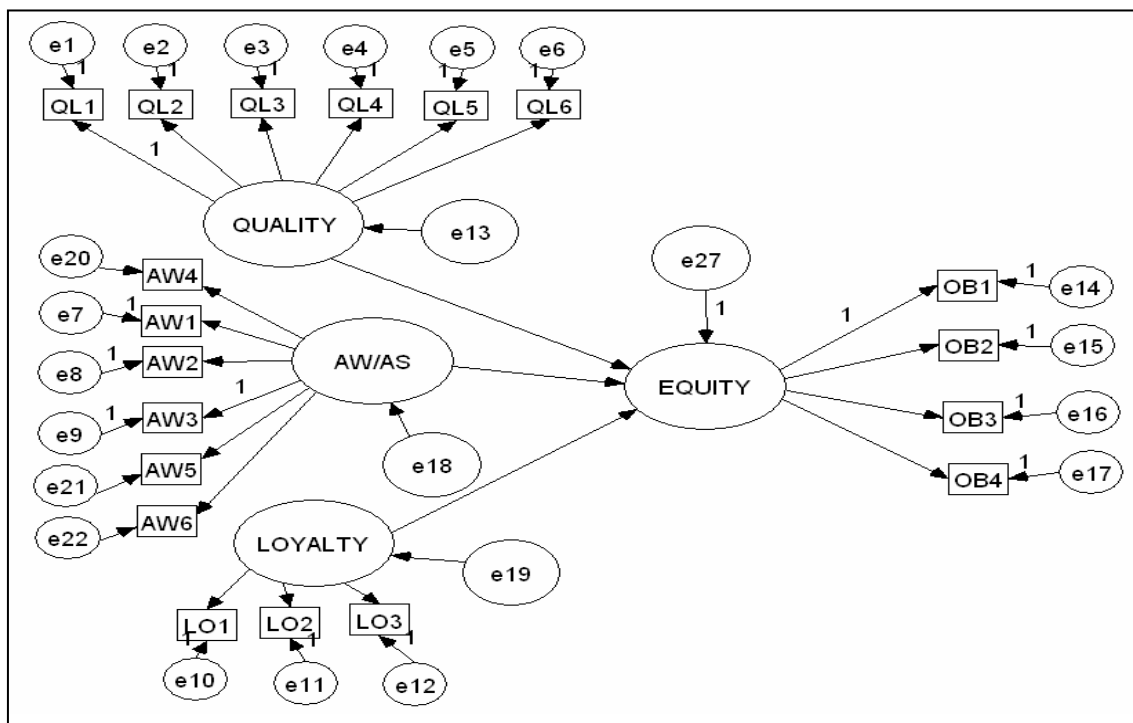 e1 e2 e3 e4 e5 e6
1 1 1 1 1 1
QL1 QL2 QL3 QL4 QL5 QL6
1
QUALITY
e13
e20
AW4
e27
1
e7
1
AW1
e8
1
AW2
e9
1
AW3
1
e21
AW5
e22
AW6
AW/AS
e18
EQUITY
1
OB1
1
e14
OB2
1
e15
OB3
1
e16
OB4
1
e17
LOYALTY
e19
LO1 LO2 LO3
1 1 1
e10 e11 e12